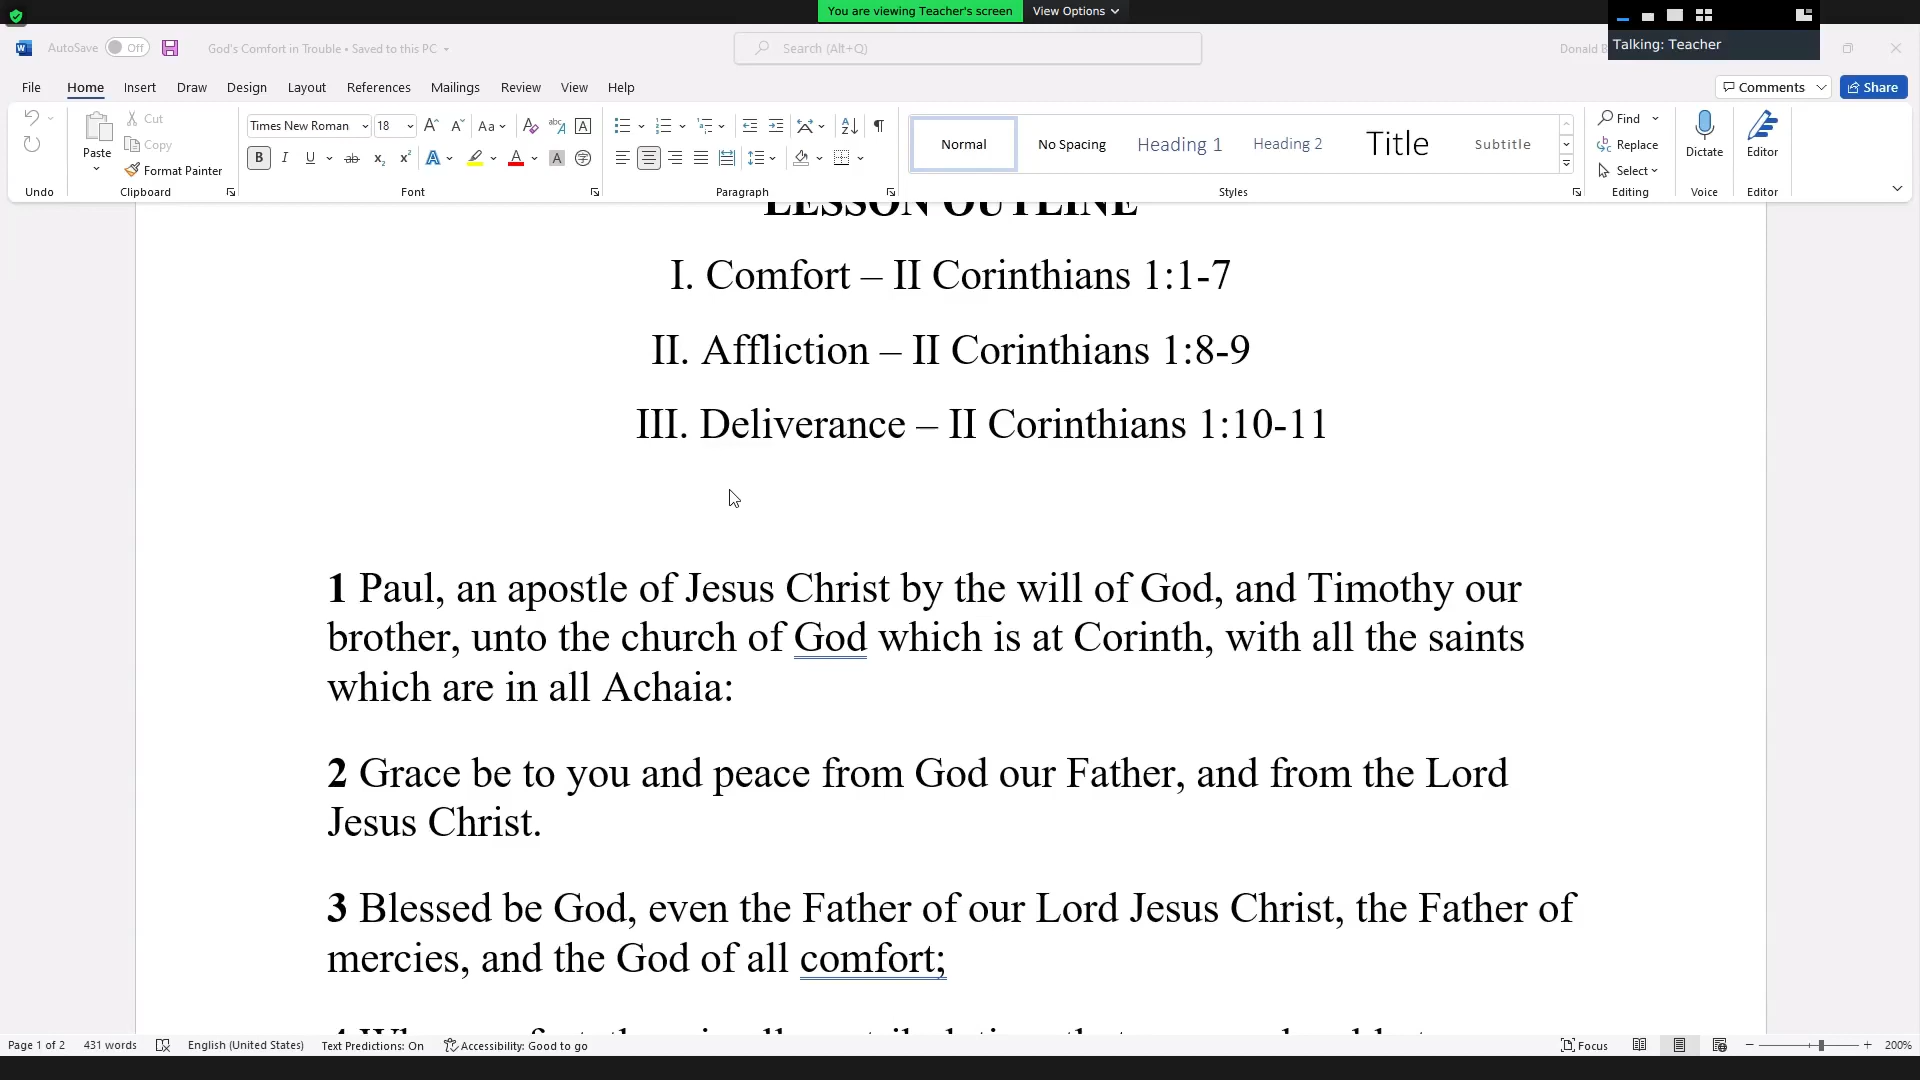 You are viewing Teacher's screen View Options
Talking: Teacher
AutoSave Off God's Comfort in Trouble • Saved to this PC Search (Alt+Q) Donald
File Home Insert Draw Design Layout References Mailings Review View Help Comments Share
Times New Roman 18 Aa
Cut
Copy
Paste
Format Painter
Normal No Spacing Heading 1 Heading 2 Title Subtitle
Find
Replace
Select
Dictate Editor
Undo Clipboard Font Paragraph Styles Editing Voice Editor
LESSON OUTLINE
I. Comfort – II Corinthians 1:1-7
II. Affliction – II Corinthians 1:8-9
III. Deliverance – II Corinthians 1:10-11
1 Paul, an apostle of Jesus Christ by the will of God, and Timothy our
brother, unto the church of God which is at Corinth, with all the saints
which are in all Achaia:
2 Grace be to you and peace from God our Father, and from the Lord
Jesus Christ.
3 Blessed be God, even the Father of our Lord Jesus Christ, the Father of
mercies, and the God of all comfort;
Page 1 of 2 431 words English (United States) Text Predictions: On Accessibility: Good to go Focus 200%